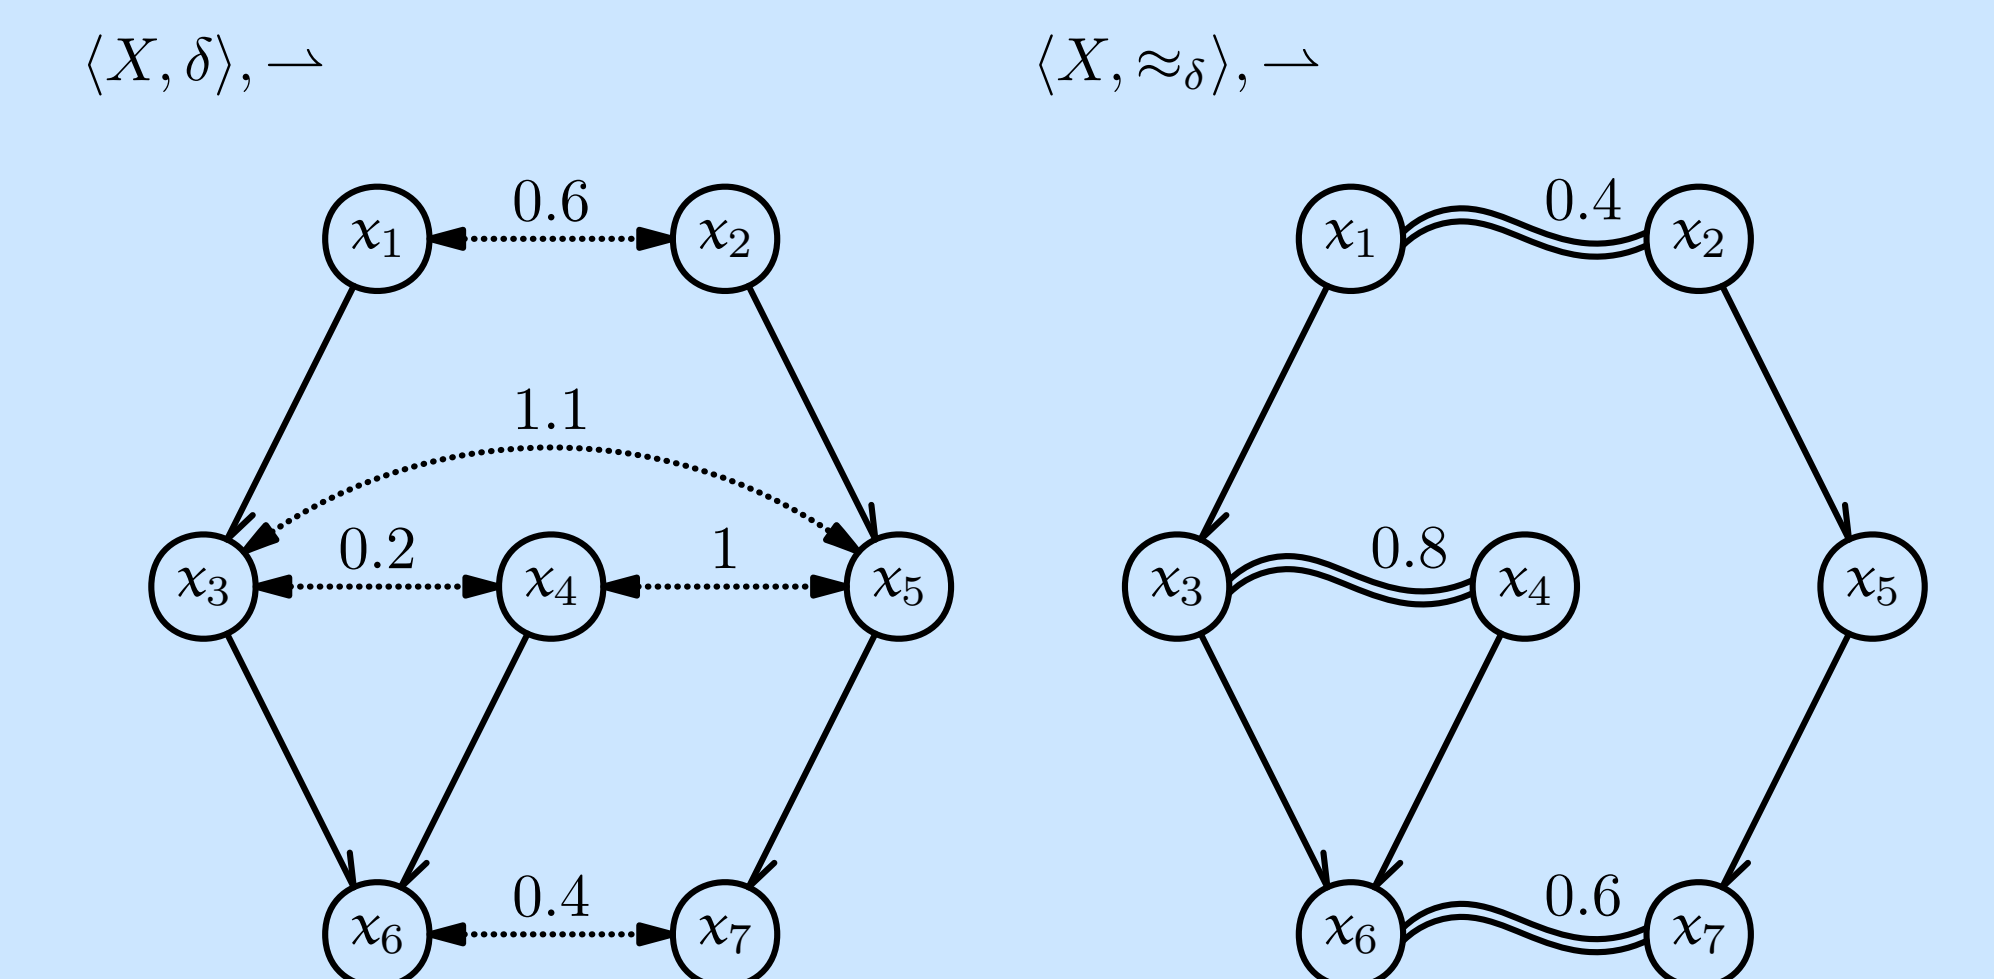 ⟨X, δ⟩, ⇀
⟨X, ≈δ⟩, ⇀
x1 0.6 x2
x1 0.4 x2
1.1
x3 0.2 x4 1 x5
x3 0.8 x4 x5
x6 0.4 x7
x6 0.6 x7